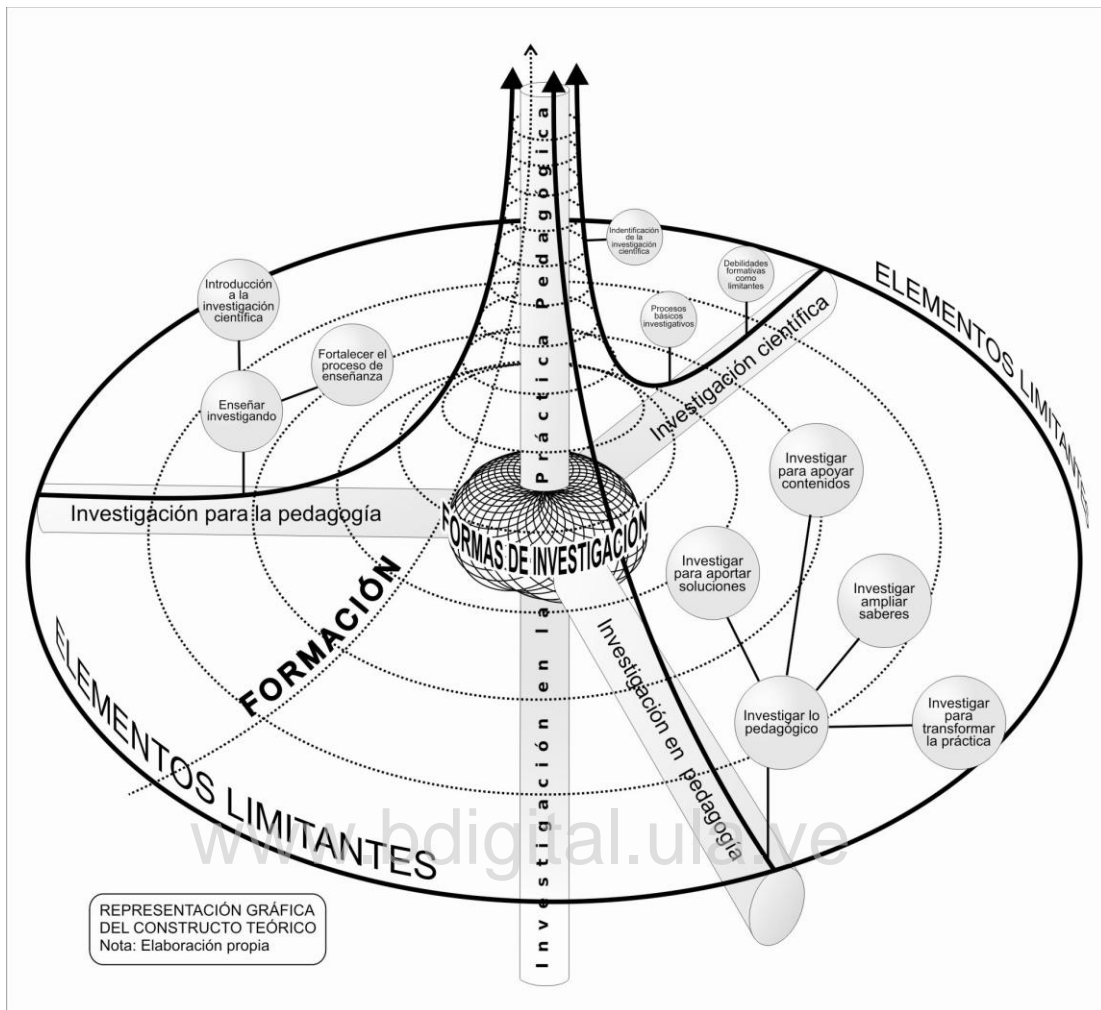 Indentificación
de la
investigación
científica
Debilidades
formativas
como
limitantes
ELEMENTOS LIMITANTES
Introducción
a la
investigación
científica
Procesos
básicos
investigativos
Fortalecer el
proceso de
enseñanza
Enseñar
investigando
Investigación científica
Investigar
para apoyar
contenidos
Investigación para la pedagogía
FORMAS DE INVESTIGACIÓN
Investigar
para aportar
soluciones
Investigar
ampliar
saberes
FORMACIÓN
Investigación en la Práctica Pedagógica
Investigación en pedagogía
Investigar lo
pedagógico
Investigar
para
transformar
la práctica
ELEMENTOS LIMITANTES
www.bdigital.ula.ve
REPRESENTACIÓN GRÁFICA
DEL CONSTRUCTO TEÓRICO
Nota: Elaboración propia